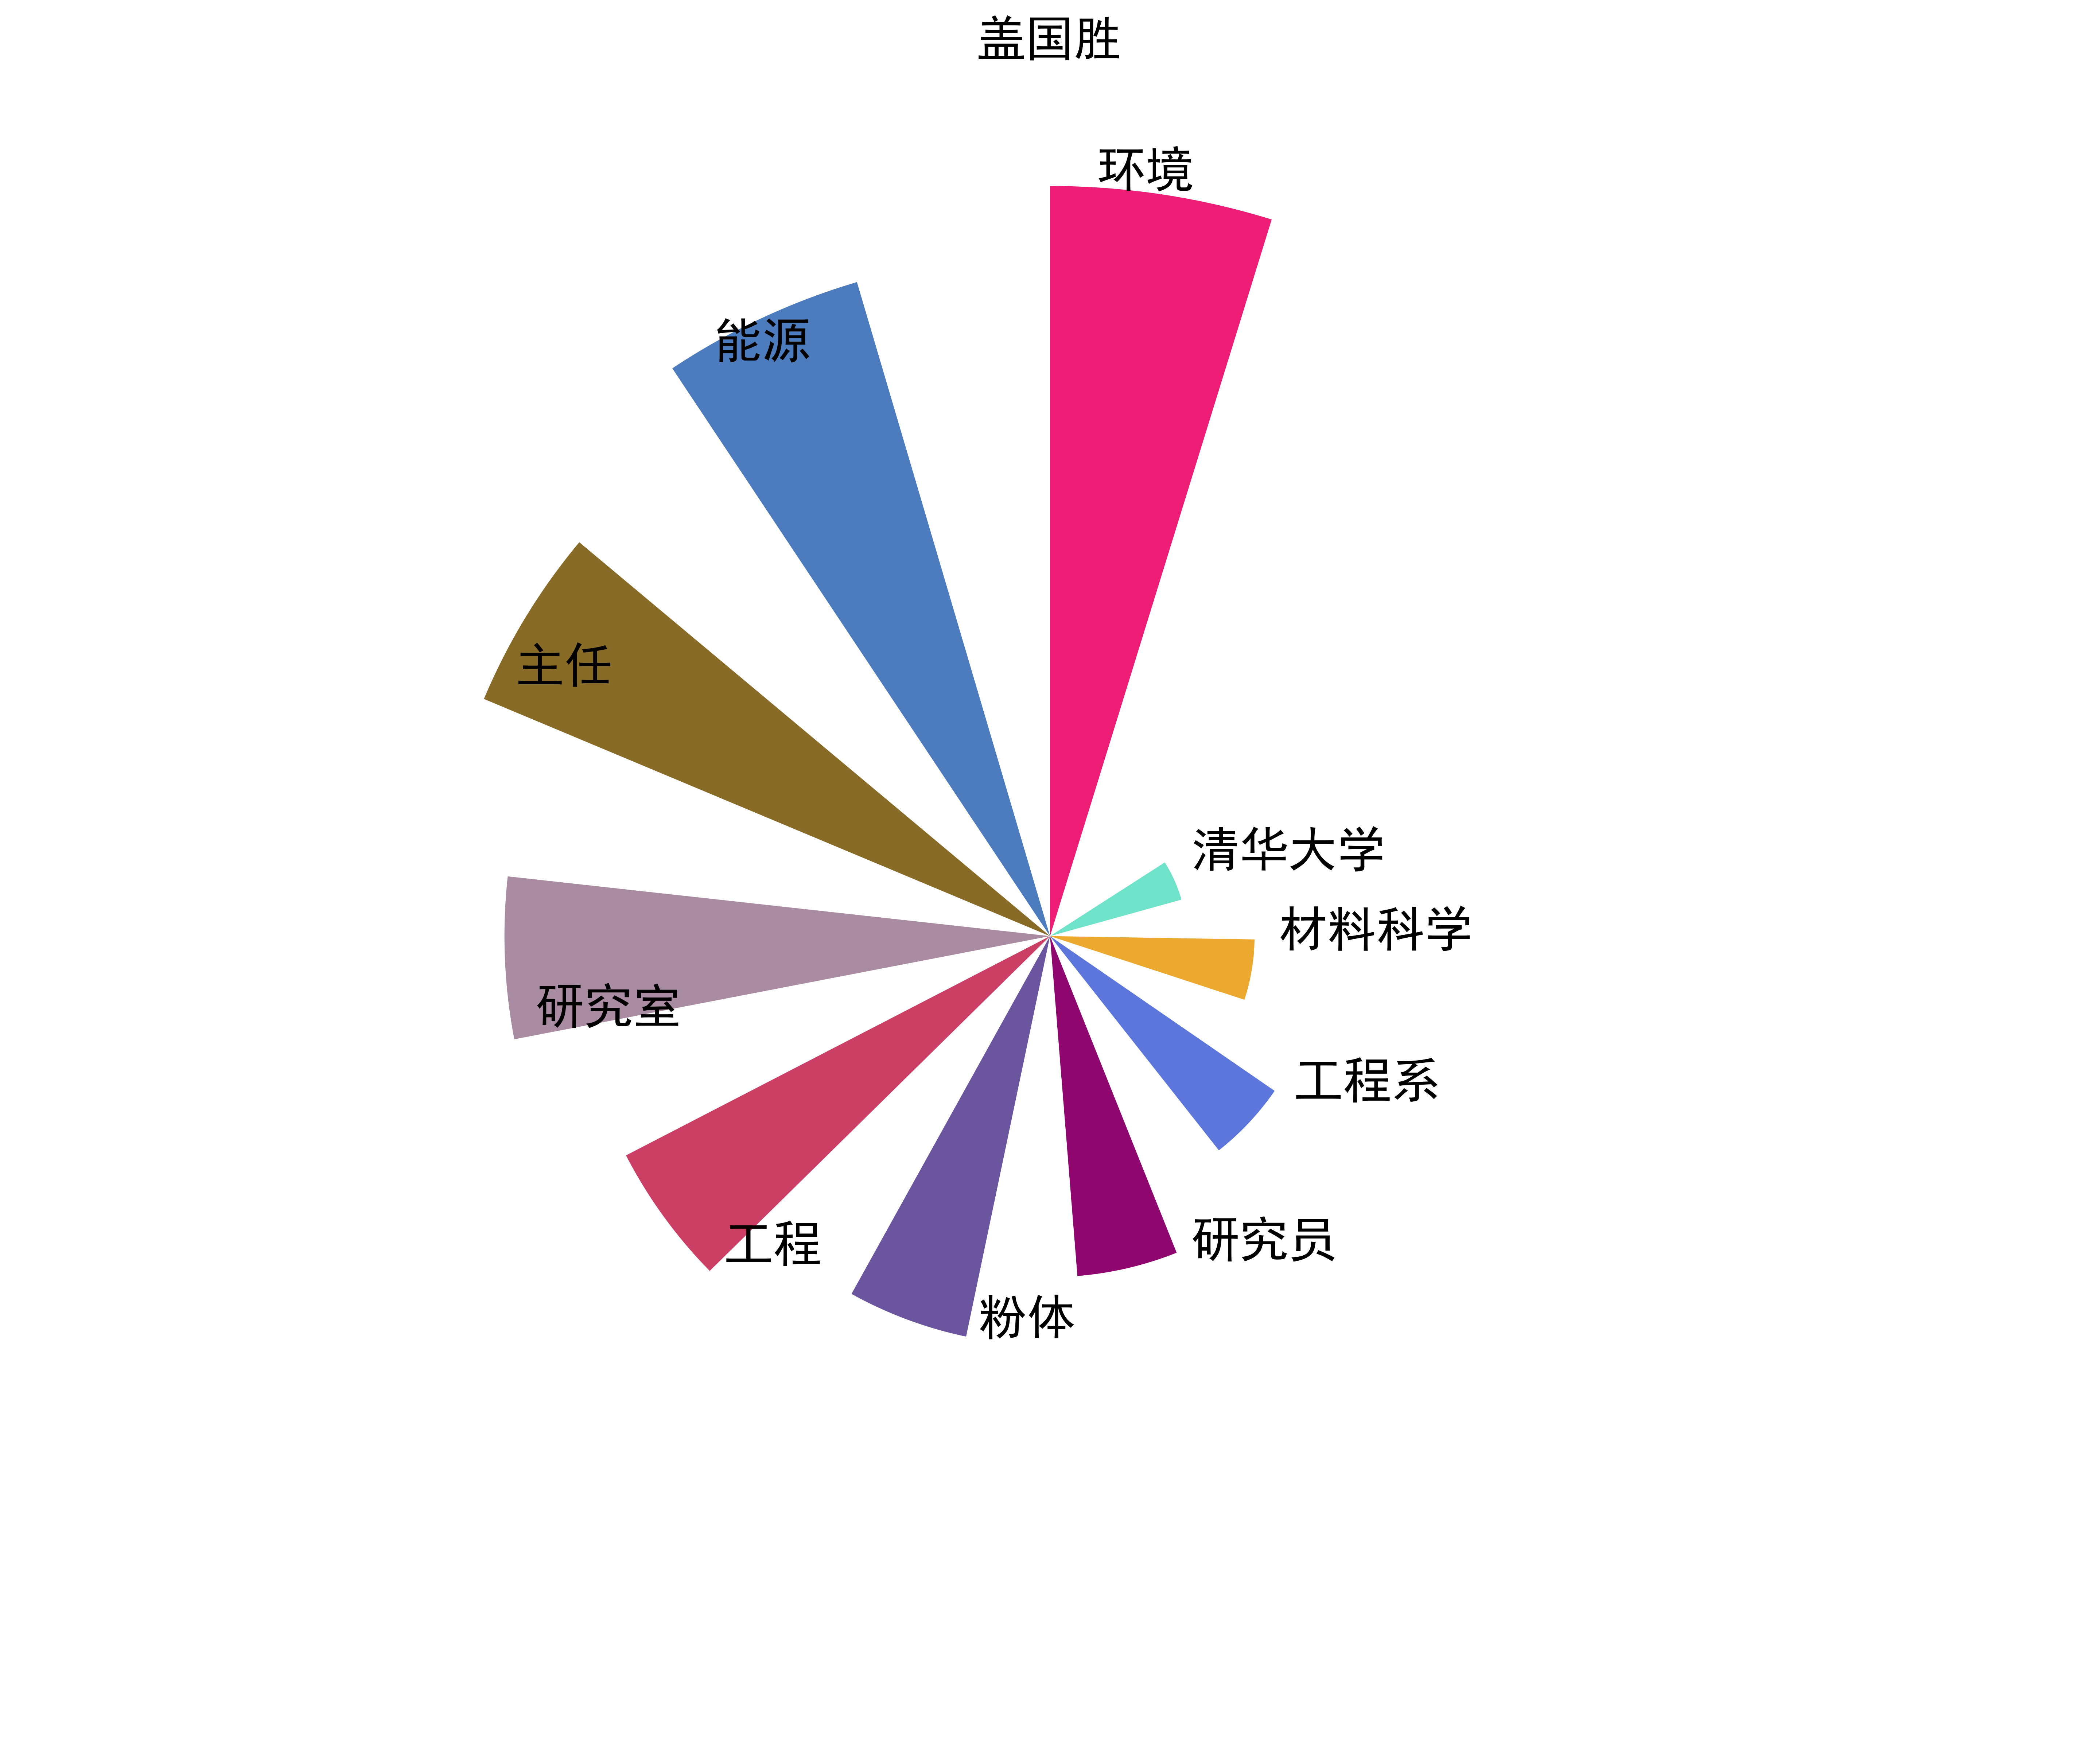 盖国胜
环境
能源
主任
清华大学
材料科学
研究室
工程系
研究员
工程
粉体